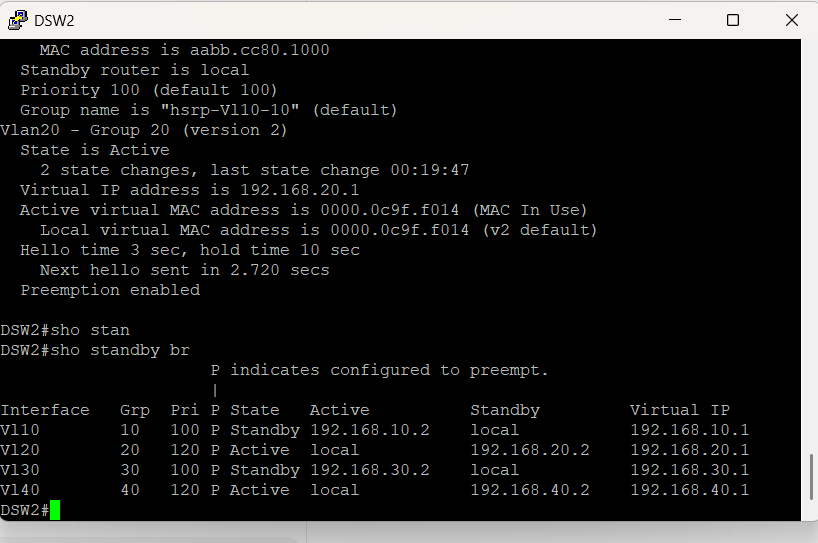 DSW2
    MAC address is aabb.cc80.1000
  Standby router is local
  Priority 100 (default 100)
  Group name is "hsrp-Vl10-10" (default)
Vlan20 - Group 20 (version 2)
  State is Active
    2 state changes, last state change 00:19:47
  Virtual IP address is 192.168.20.1
  Active virtual MAC address is 0000.0c9f.f014 (MAC In Use)
    Local virtual MAC address is 0000.0c9f.f014 (v2 default)
  Hello time 3 sec, hold time 10 sec
    Next hello sent in 2.720 secs
  Preemption enabled
DSW2#sho stan
DSW2#sho standby br
                     P indicates configured to preempt.
                     |
Interface   Grp  Pri P State   Active          Standby         Virtual IP
Vl10        10   100 P Standby 192.168.10.2    local           192.168.10.1
Vl20        20   120 P Active  local           192.168.20.2    192.168.20.1
Vl30        30   100 P Standby 192.168.30.2    local           192.168.30.1
Vl40        40   120 P Active  local           192.168.40.2    192.168.40.1
DSW2#